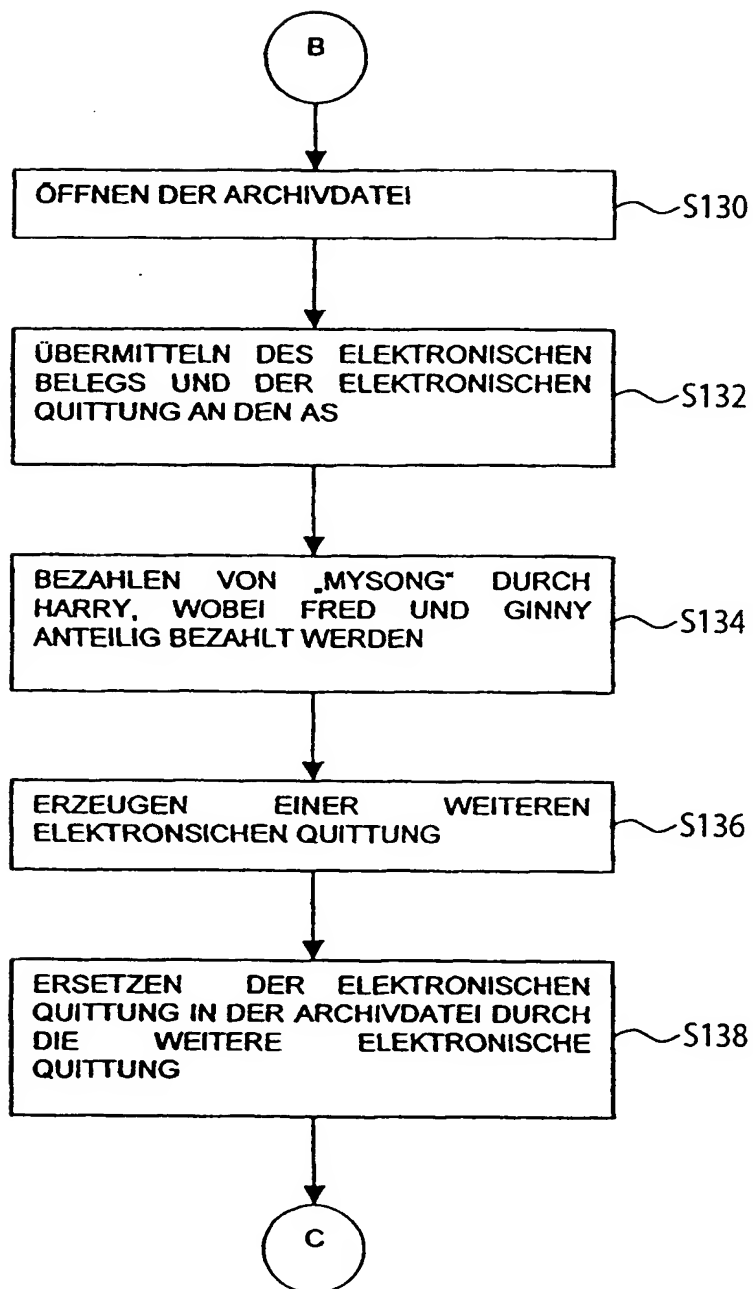 B
ÖFFNEN DER ARCHIVDATEI
S130
ÜBERMITTELN DES ELEKTRONISCHEN
BELEGS UND DER ELEKTRONISCHEN
QUITTUNG AN DEN AS
S132
BEZAHLEN VON „MYSONG“ DURCH
HARRY, WOBEI FRED UND GINNY
ANTEILIG BEZAHLT WERDEN
S134
ERZEUGEN EINER WEITEREN
ELEKTRONSICHEN QUITTUNG
S136
ERSETZEN DER ELEKTRONISCHEN
QUITTUNG IN DER ARCHIVDATEI DURCH
DIE WEITERE ELEKTRONISCHE
QUITTUNG
S138
C